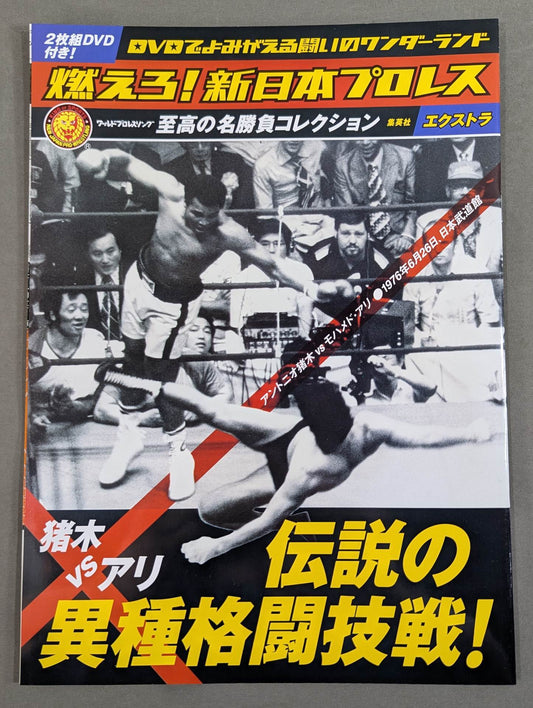 2枚組DVD
付き!
DVDでよみがえる闘いのワンダーランド
燃えろ!新日本プロレス
ワールドプロレスリング
至高の名勝負コレクション
集英社
エクストラ
®
アントニオ猪木 vs モハメド・アリ●1976年6月26日、日本武道館
猪木
vsアリ
伝説の
異種格闘技戦!